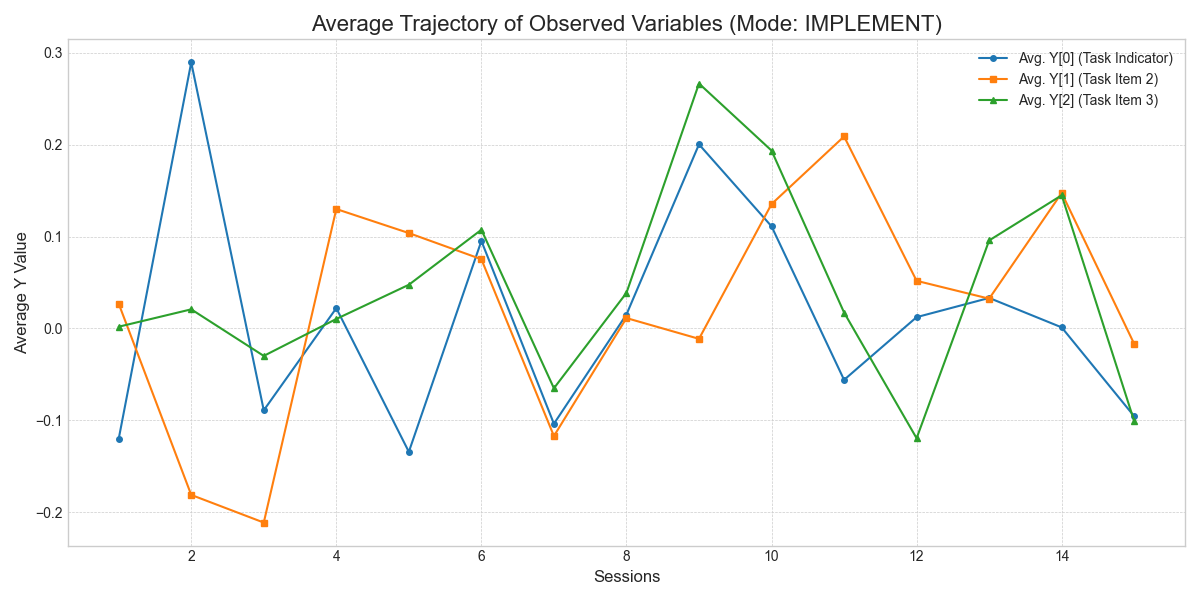 Average Trajectory of Observed Variables (Mode: IMPLEMENT)
Avg. Y[0] (Task Indicator)
Avg. Y[1] (Task Item 2)
Avg. Y[2] (Task Item 3)
Average Y Value
0.3
0.2
0.1
0.0
−0.1
−0.2
2 4 6 8 10 12 14
Sessions